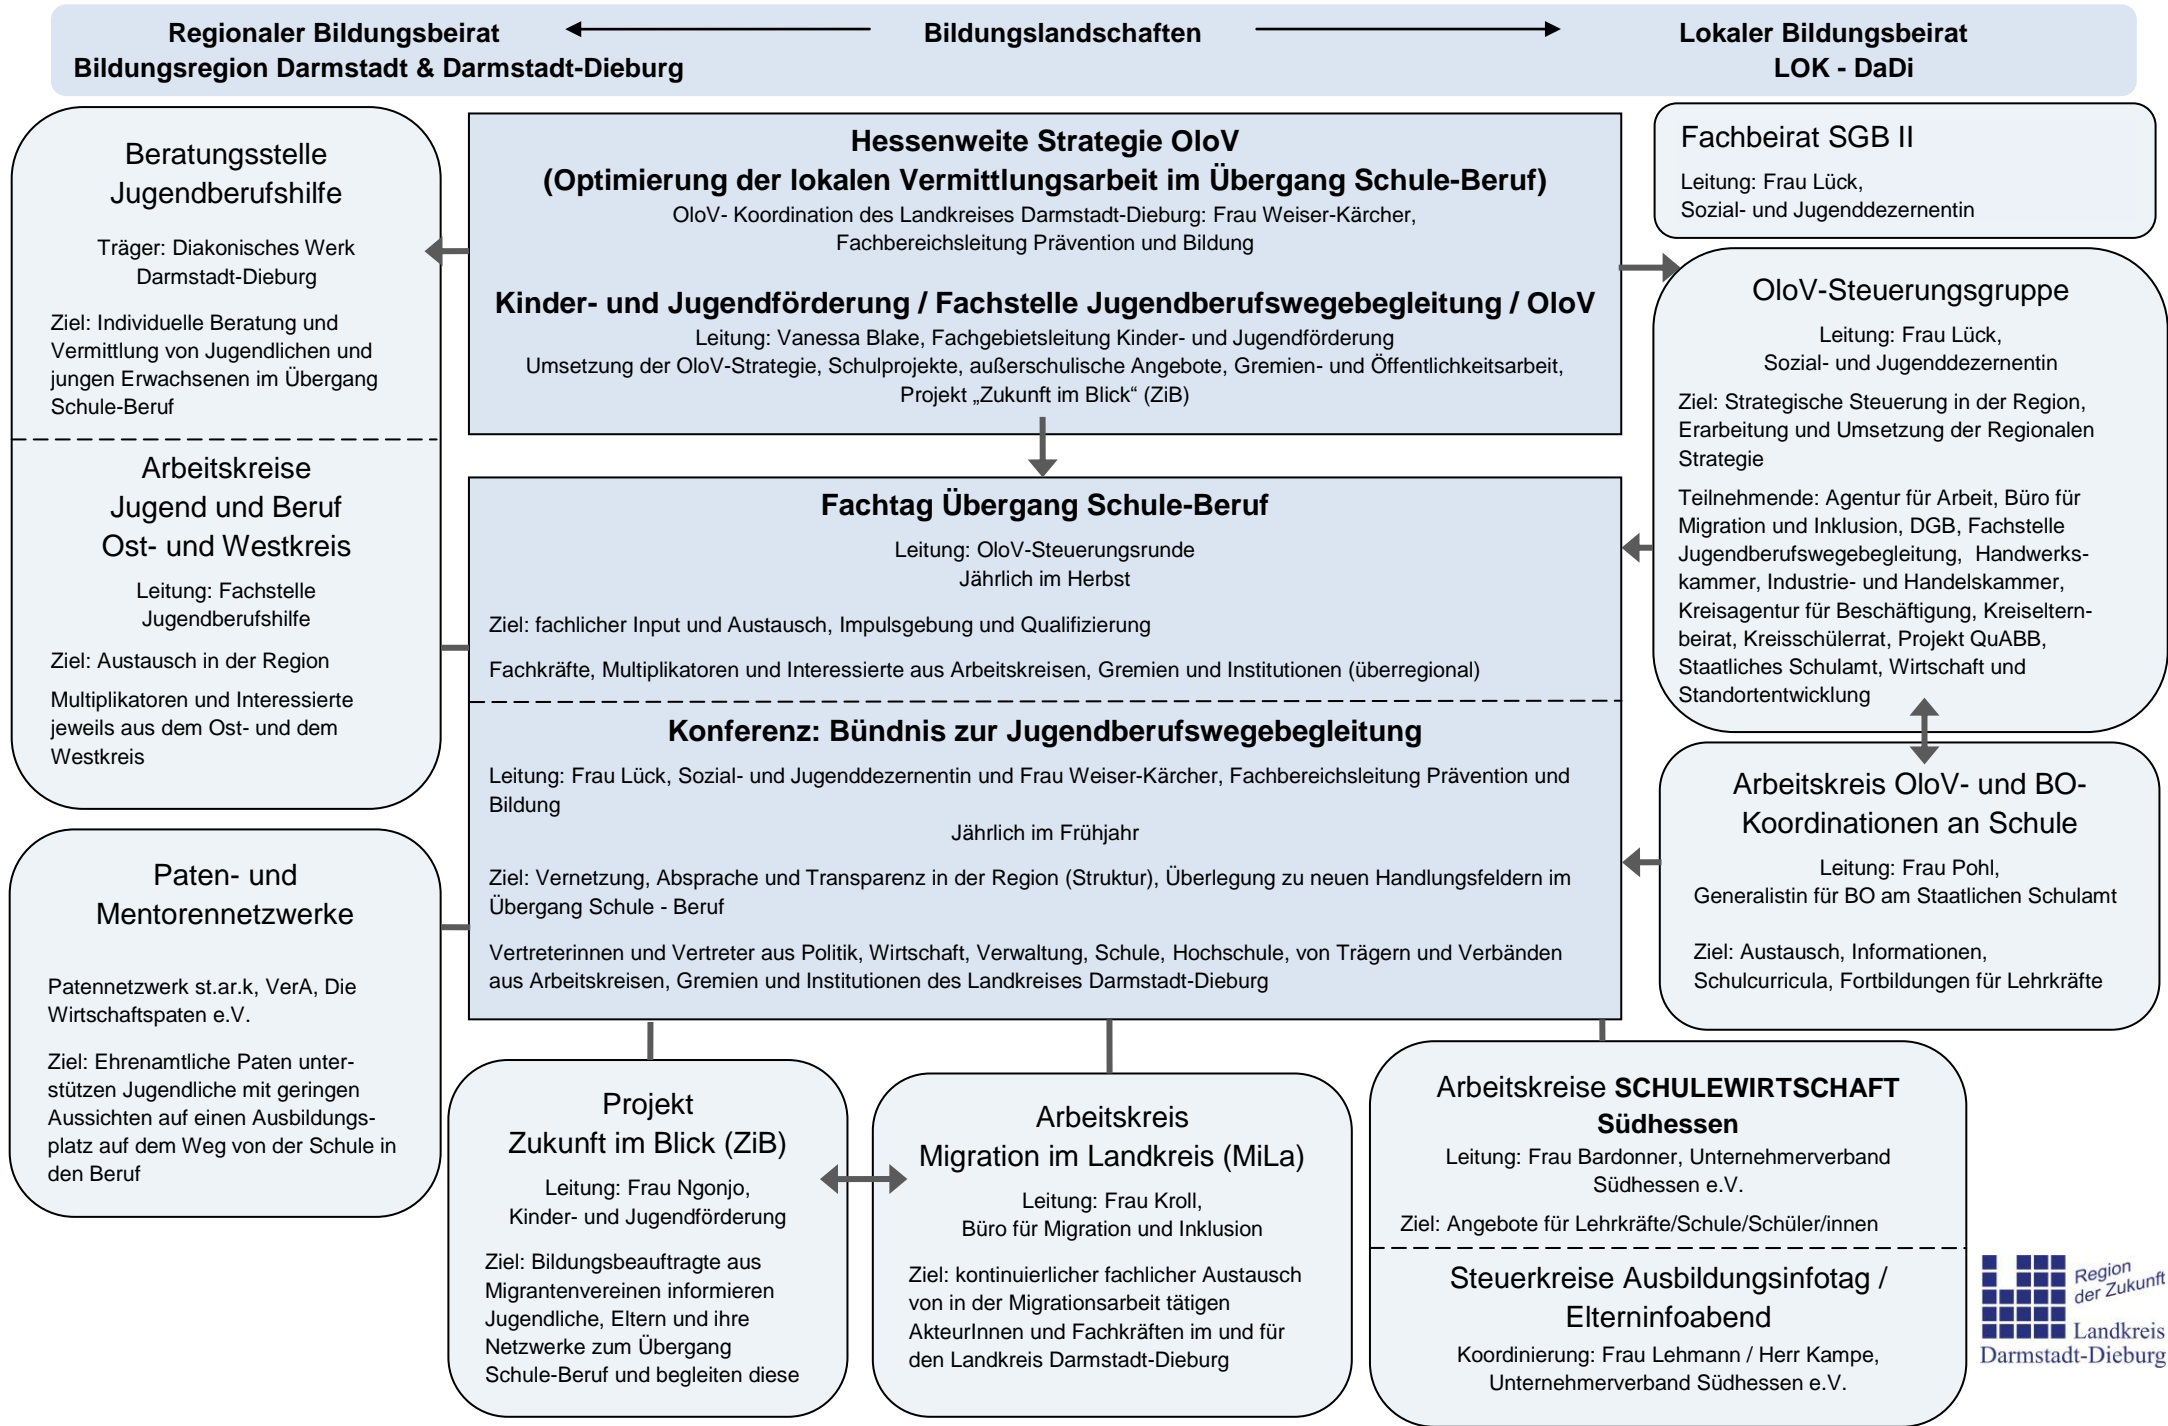 Regionaler Bildungsbeirat
Bildungsregion Darmstadt & Darmstadt-Dieburg
Bildungslandschaften
Lokaler Bildungsbeirat
LOK - DaDi
Beratungsstelle
Jugendberufshilfe
Träger: Diakonisches Werk
Darmstadt-Dieburg
Ziel: Individuelle Beratung und
Vermittlung von Jugendlichen und
jungen Erwachsenen im Übergang
Schule-Beruf
Arbeitskreise
Jugend und Beruf
Ost- und Westkreis
Leitung: Fachstelle
Jugendberufshilfe
Ziel: Austausch in der Region
Multiplikatoren und Interessierte
jeweils aus dem Ost- und dem
Westkreis
Paten- und
Mentorennetzwerke
Patennetzwerk st.ar.k, VerA, Die
Wirtschaftspaten e.V.
Ziel: Ehrenamtliche Paten unter-
stützen Jugendliche mit geringen
Aussichten auf einen Ausbildungs-
platz auf dem Weg von der Schule in
den Beruf
Hessenweite Strategie OloV
(Optimierung der lokalen Vermittlungsarbeit im Übergang Schule-Beruf)
OloV- Koordination des Landkreises Darmstadt-Dieburg: Frau Weiser-Kärcher,
Fachbereichsleitung Prävention und Bildung
Kinder- und Jugendförderung / Fachstelle Jugendberufswegebegleitung / OloV
Leitung: Vanessa Blake, Fachgebietsleitung Kinder- und Jugendförderung
Umsetzung der OloV-Strategie, Schulprojekte, außerschulische Angebote, Gremien- und Öffentlichkeitsarbeit,
Projekt „Zukunft im Blick“ (ZiB)
Fachtag Übergang Schule-Beruf
Leitung: OloV-Steuerungsrunde
Jährlich im Herbst
Ziel: fachlicher Input und Austausch, Impulsgebung und Qualifizierung
Fachkräfte, Multiplikatoren und Interessierte aus Arbeitskreisen, Gremien und Institutionen (überregional)
Konferenz: Bündnis zur Jugendberufswegebegleitung
Leitung: Frau Lück, Sozial- und Jugenddezernentin und Frau Weiser-Kärcher, Fachbereichsleitung Prävention und
Bildung
Jährlich im Frühjahr
Ziel: Vernetzung, Absprache und Transparenz in der Region (Struktur), Überlegung zu neuen Handlungsfeldern im
Übergang Schule - Beruf
Vertreterinnen und Vertreter aus Politik, Wirtschaft, Verwaltung, Schule, Hochschule, von Trägern und Verbänden
aus Arbeitskreisen, Gremien und Institutionen des Landkreises Darmstadt-Dieburg
Fachbeirat SGB II
Leitung: Frau Lück,
Sozial- und Jugenddezernentin
OloV-Steuerungsgruppe
Leitung: Frau Lück,
Sozial- und Jugenddezernentin
Ziel: Strategische Steuerung in der Region,
Erarbeitung und Umsetzung der Regionalen
Strategie
Teilnehmende: Agentur für Arbeit, Büro für
Migration und Inklusion, DGB, Fachstelle
Jugendberufswegebegleitung, Handwerks-
kammer, Industrie- und Handelskammer,
Kreisagentur für Beschäftigung, Kreiseltern-
beirat, Kreisschülerrat, Projekt QuABB,
Staatliches Schulamt, Wirtschaft und
Standortentwicklung
Arbeitskreis OloV- und BO-
Koordinationen an Schule
Leitung: Frau Pohl,
Generalistin für BO am Staatlichen Schulamt
Ziel: Austausch, Informationen,
Schulcurricula, Fortbildungen für Lehrkräfte
Projekt
Zukunft im Blick (ZiB)
Leitung: Frau Ngonjo,
Kinder- und Jugendförderung
Ziel: Bildungsbeauftragte aus
Migrantenvereinen informieren
Jugendliche, Eltern und ihre
Netzwerke zum Übergang
Schule-Beruf und begleiten diese
Arbeitskreis
Migration im Landkreis (MiLa)
Leitung: Frau Kroll,
Büro für Migration und Inklusion
Ziel: kontinuierlicher fachlicher Austausch
von in der Migrationsarbeit tätigen
AkteurInnen und Fachkräften im und für
den Landkreis Darmstadt-Dieburg
Arbeitskreise SCHULEWIRTSCHAFT
Südhessen
Leitung: Frau Bardonner, Unternehmerverband
Südhessen e.V.
Ziel: Angebote für Lehrkräfte/Schule/Schüler/innen
Steuerkreise Ausbildungsinfotag /
Elterninfoabend
Koordinierung: Frau Lehmann / Herr Kampe,
Unternehmerverband Südhessen e.V.
Region
der Zukunft
Landkreis
Darmstadt-Dieburg